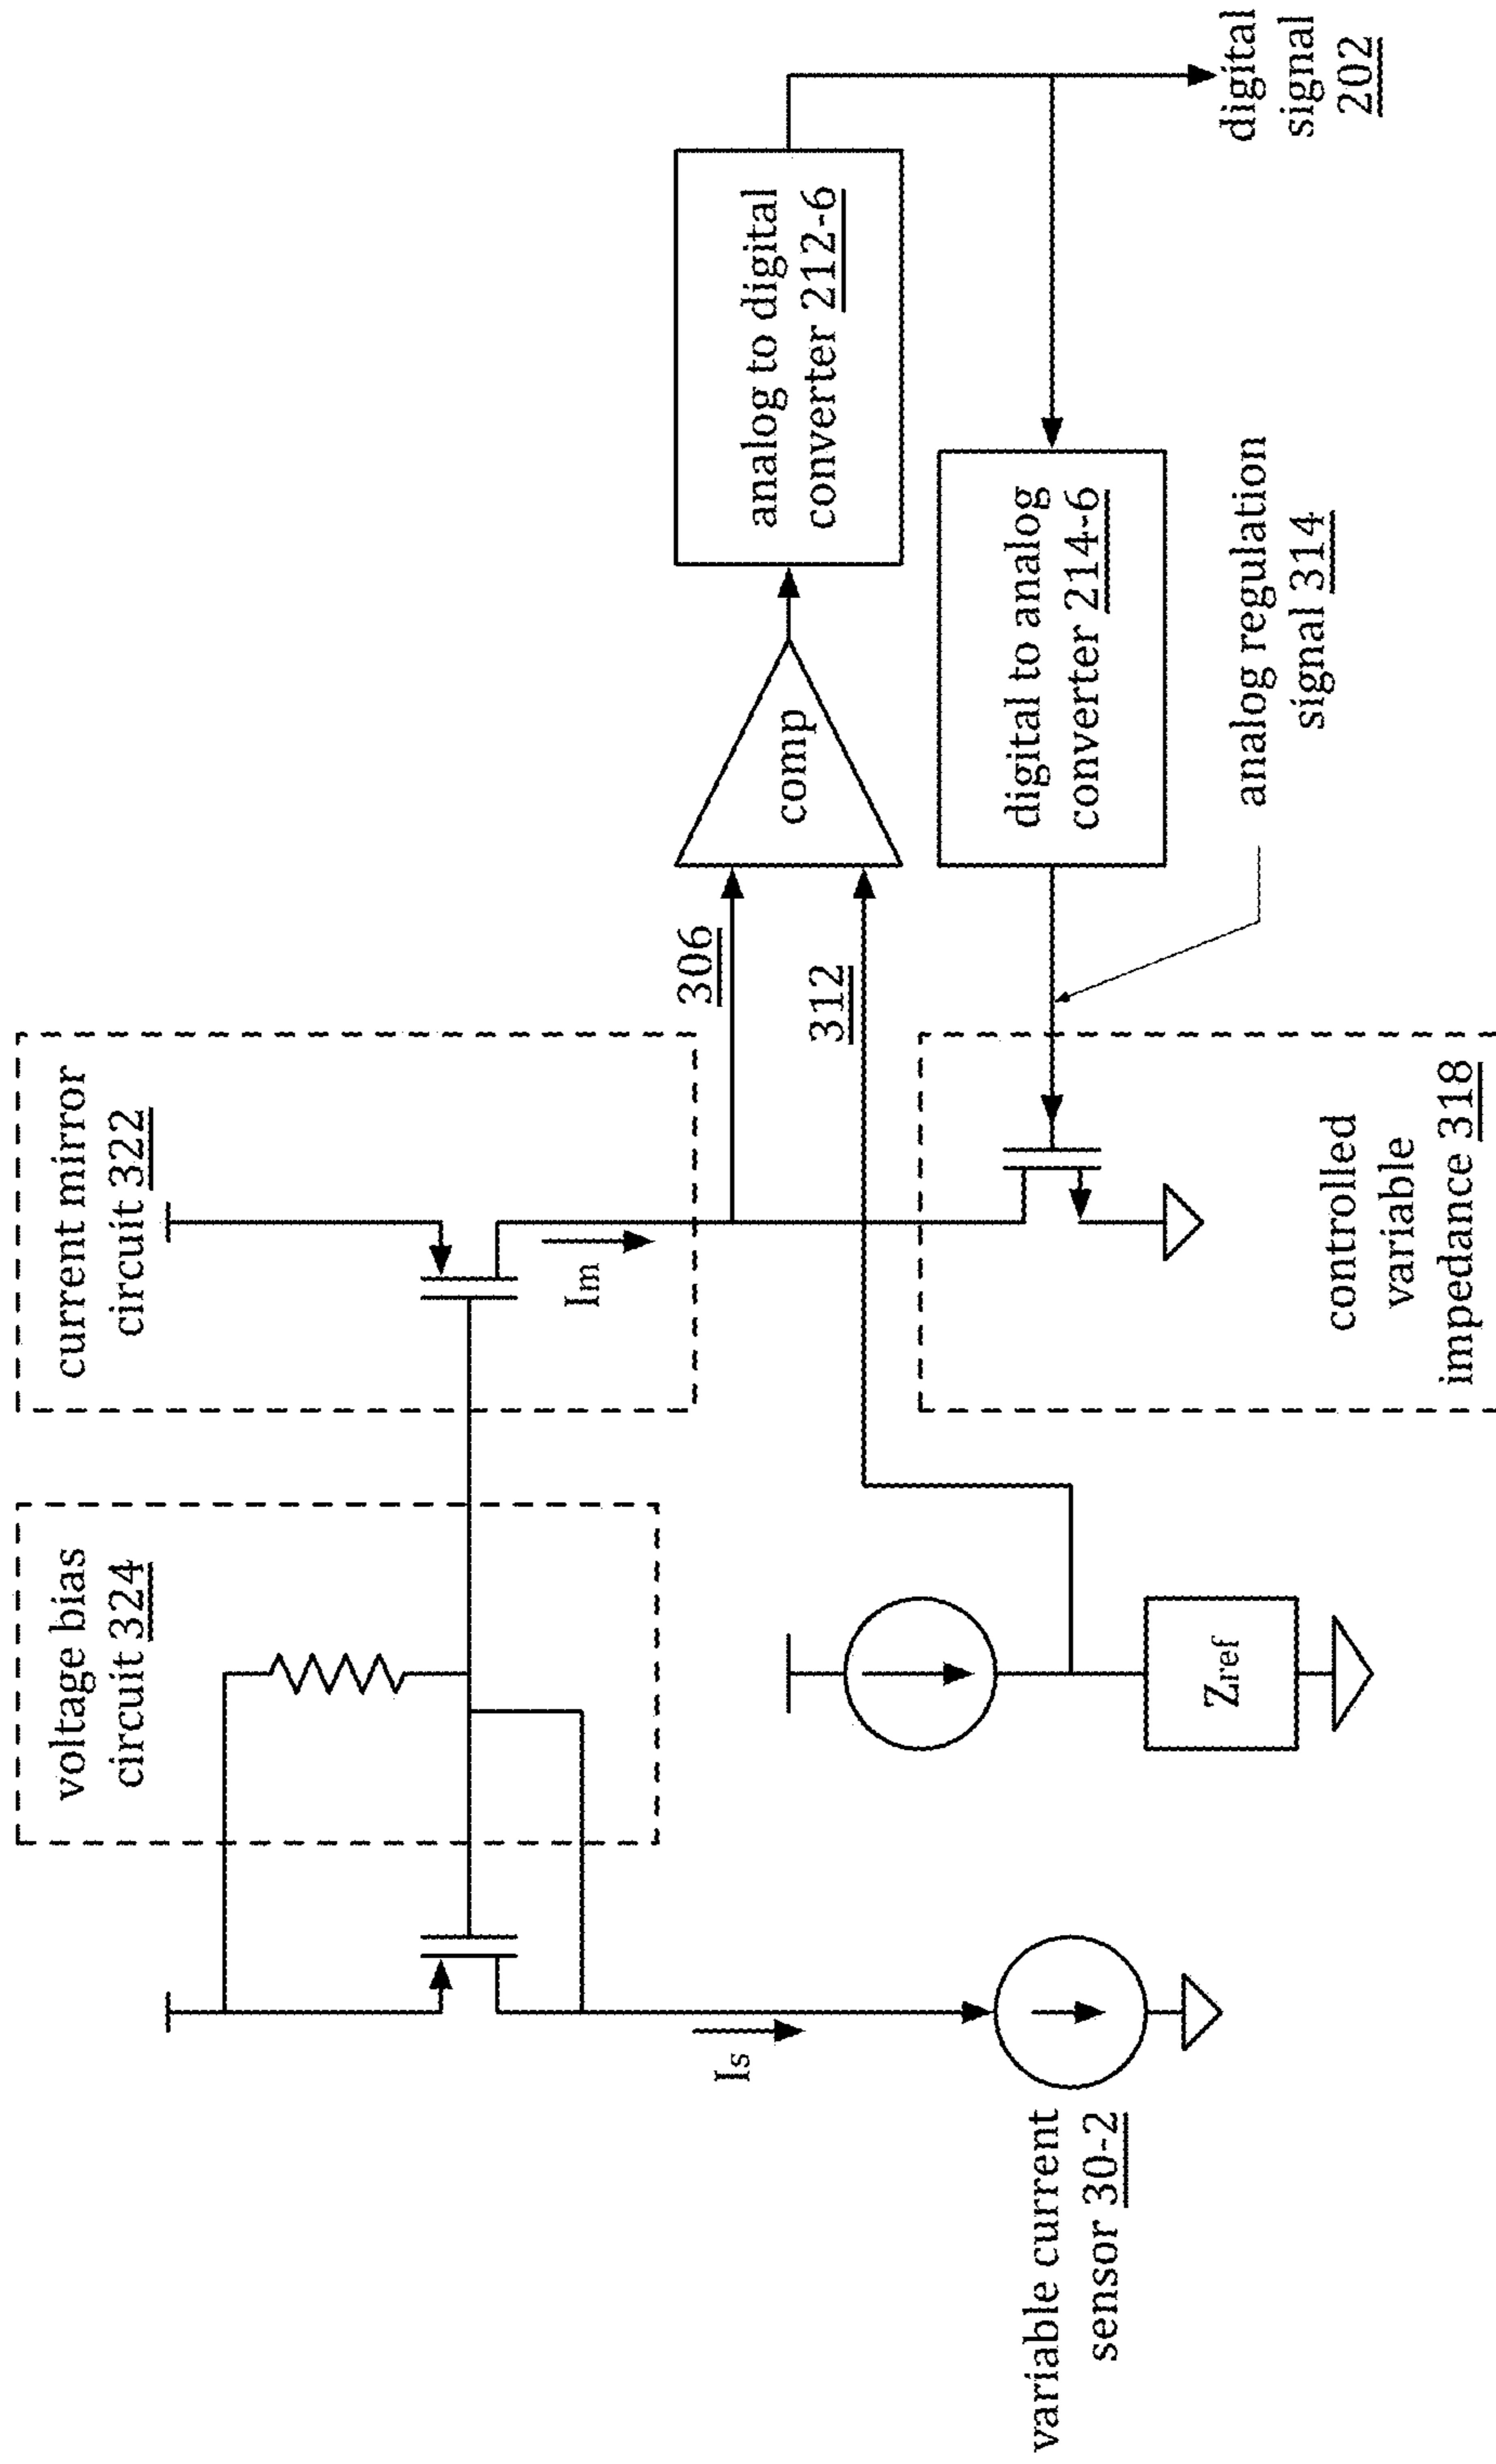 voltage bias
circuit 324
current mirror
circuit 322
Im
Is
306
312
comp
analog to digital
converter 212-6
digital to analog
converter 214-6
variable current
sensor 30-2
Zref
controlled
variable
impedance 318
analog regulation
signal 314
digital
signal
202